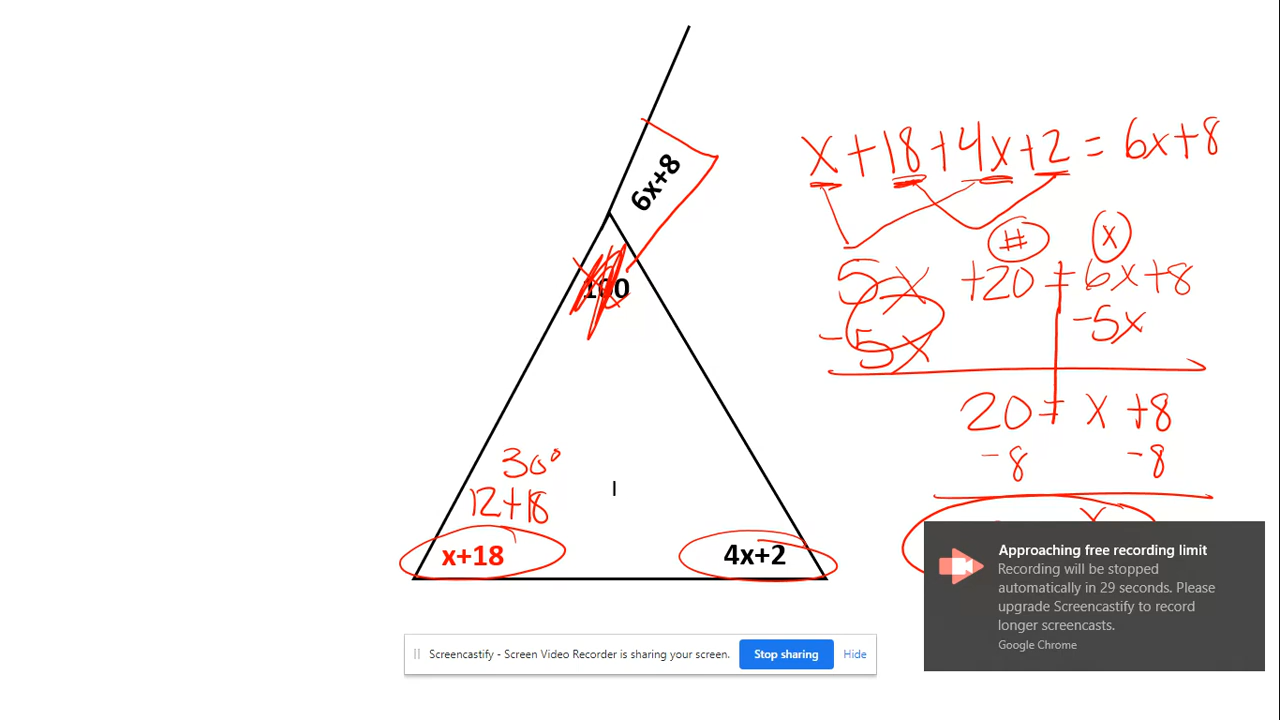 6x+8
100
30°
12+18
x+18
4x+2
x+18+4x+2=6x+8
# x
5x +20=6x+8
-5x -5x
20= x +8
-8 -8
x
Approaching free recording limit
Recording will be stopped
automatically in 29 seconds. Please
upgrade Screencastify to record
longer screencasts.
Google Chrome
Screencastify - Screen Video Recorder is sharing your screen.
Stop sharing
Hide